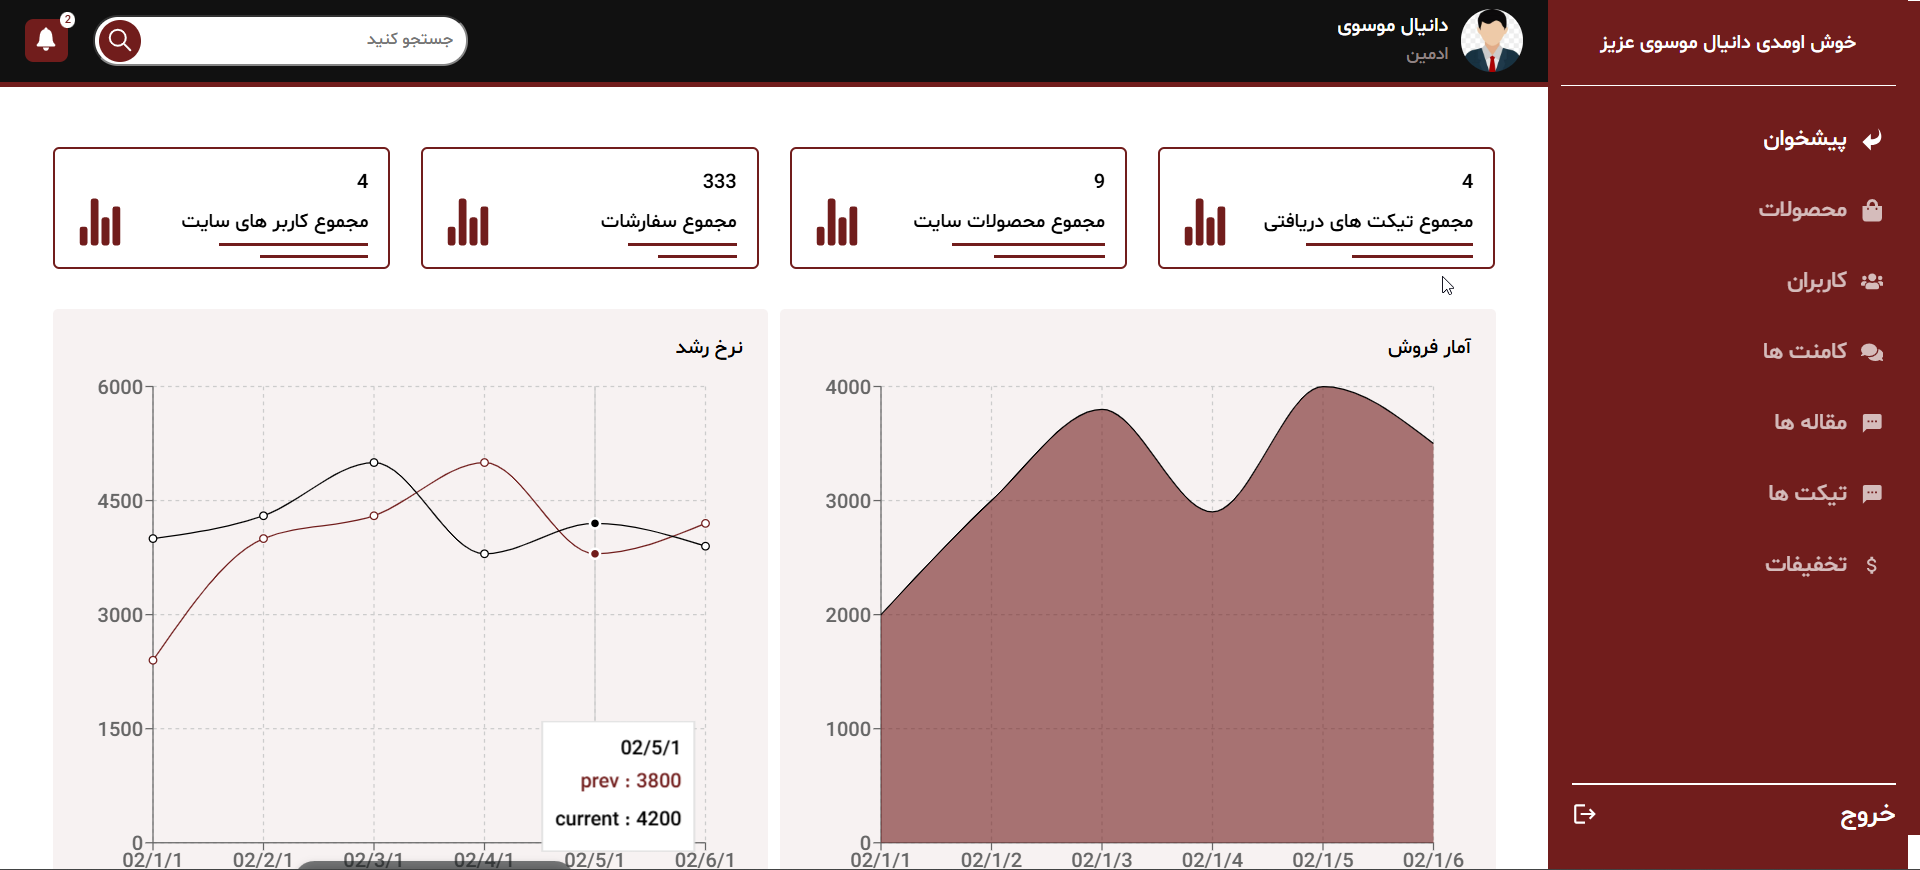 خوش اومدی دانیال موسوی عزیز
پیشخوان
محصولات
کاربران
کامنت ها
مقاله ها
تیکت ها
تخفیفات
$
خروج
دانیال موسوی
ادمین
جستجو کنید
2
4
مجموع تیکت های دریافتی
9
مجموع محصولات سایت
333
مجموع سفارشات
4
مجموع کاربر های سایت
آمار فروش
4000
3000
2000
1000
0
02/1/1 02/1/2 02/1/3 02/1/4 02/1/5 02/1/6
نرخ رشد
6000
4500
3000
1500
0
02/5/1
prev : 3800
current : 4200
02/1/1 02/2/1 02/3/1 02/4/1 02/5/1 02/6/1